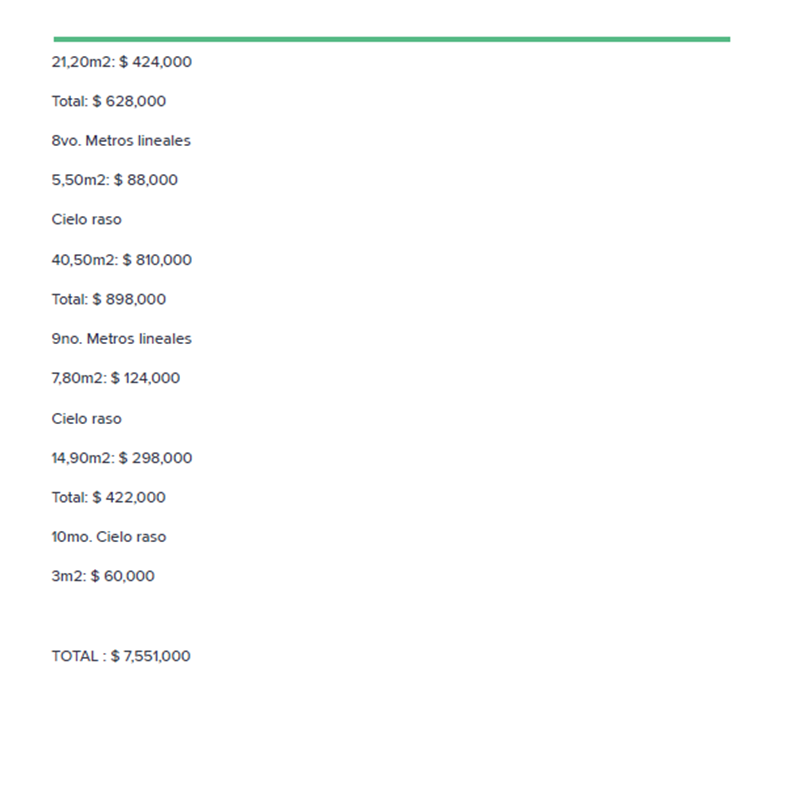 21,20m2: $ 424,000
Total: $ 628,000
8vo. Metros lineales
5,50m2: $ 88,000
Cielo raso
40,50m2: $ 810,000
Total: $ 898,000
9no. Metros lineales
7,80m2: $ 124,000
Cielo raso
14,90m2: $ 298,000
Total: $ 422,000
10mo. Cielo raso
3m2: $ 60,000
TOTAL : $ 7,551,000